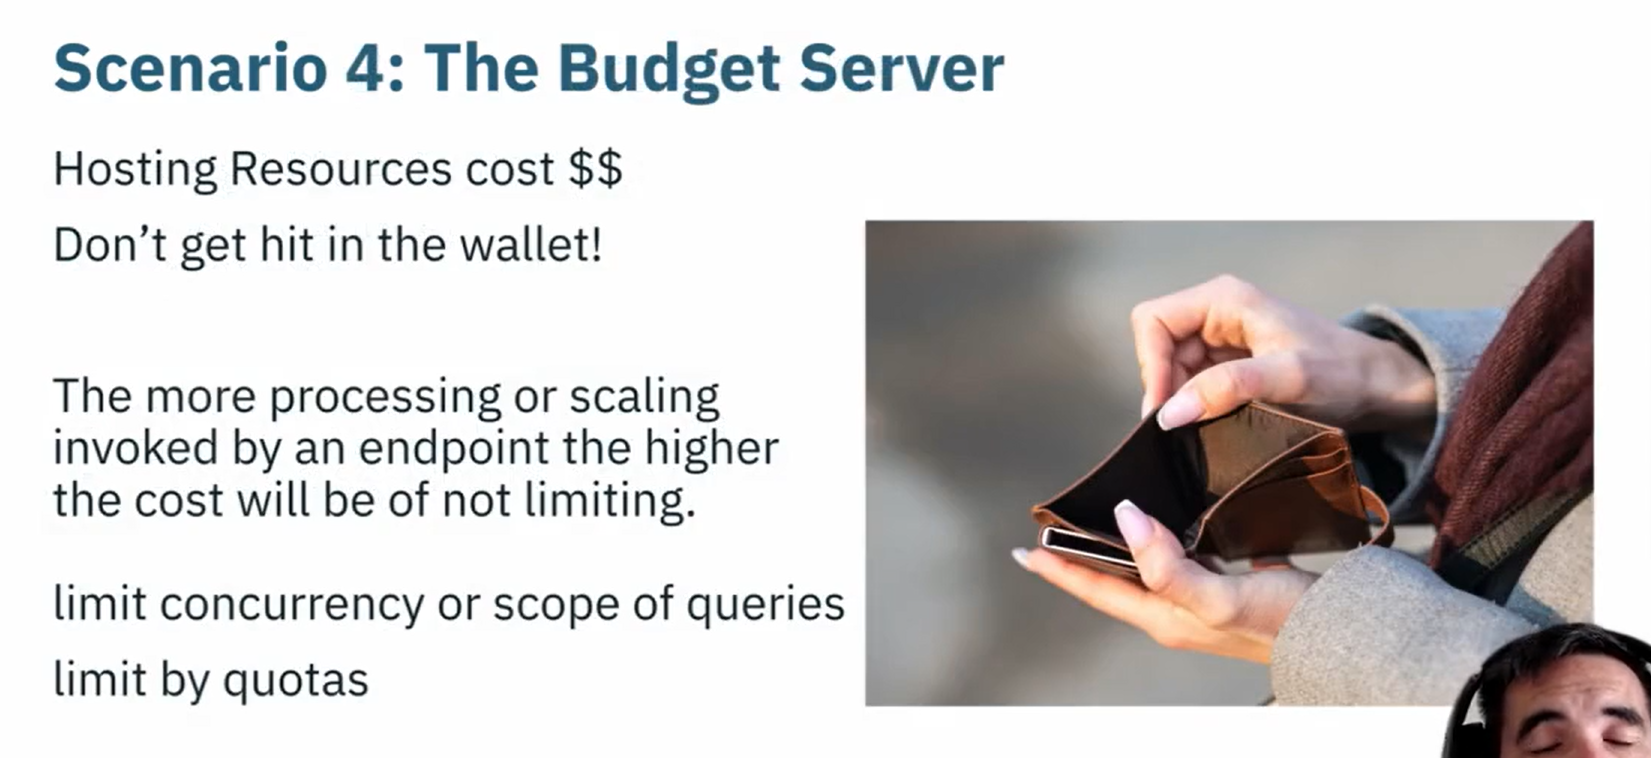 Scenario 4: The Budget Server
Hosting Resources cost $$
Don’t get hit in the wallet!
The more processing or scaling
invoked by an endpoint the higher
the cost will be of not limiting.
limit concurrency or scope of queries
limit by quotas